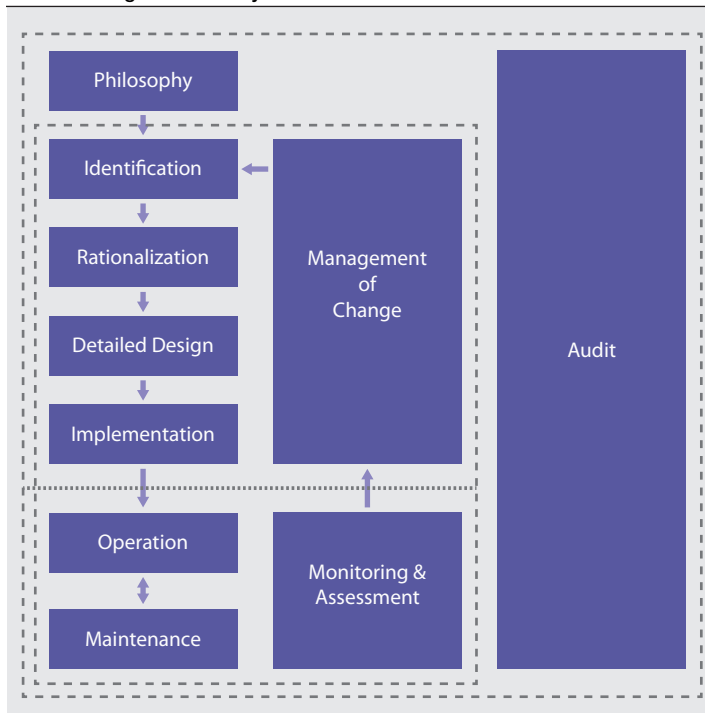 Philosophy
Identification
Rationalization
Detailed Design
Implementation
Operation
Maintenance
Management
of
Change
Monitoring &
Assessment
Audit